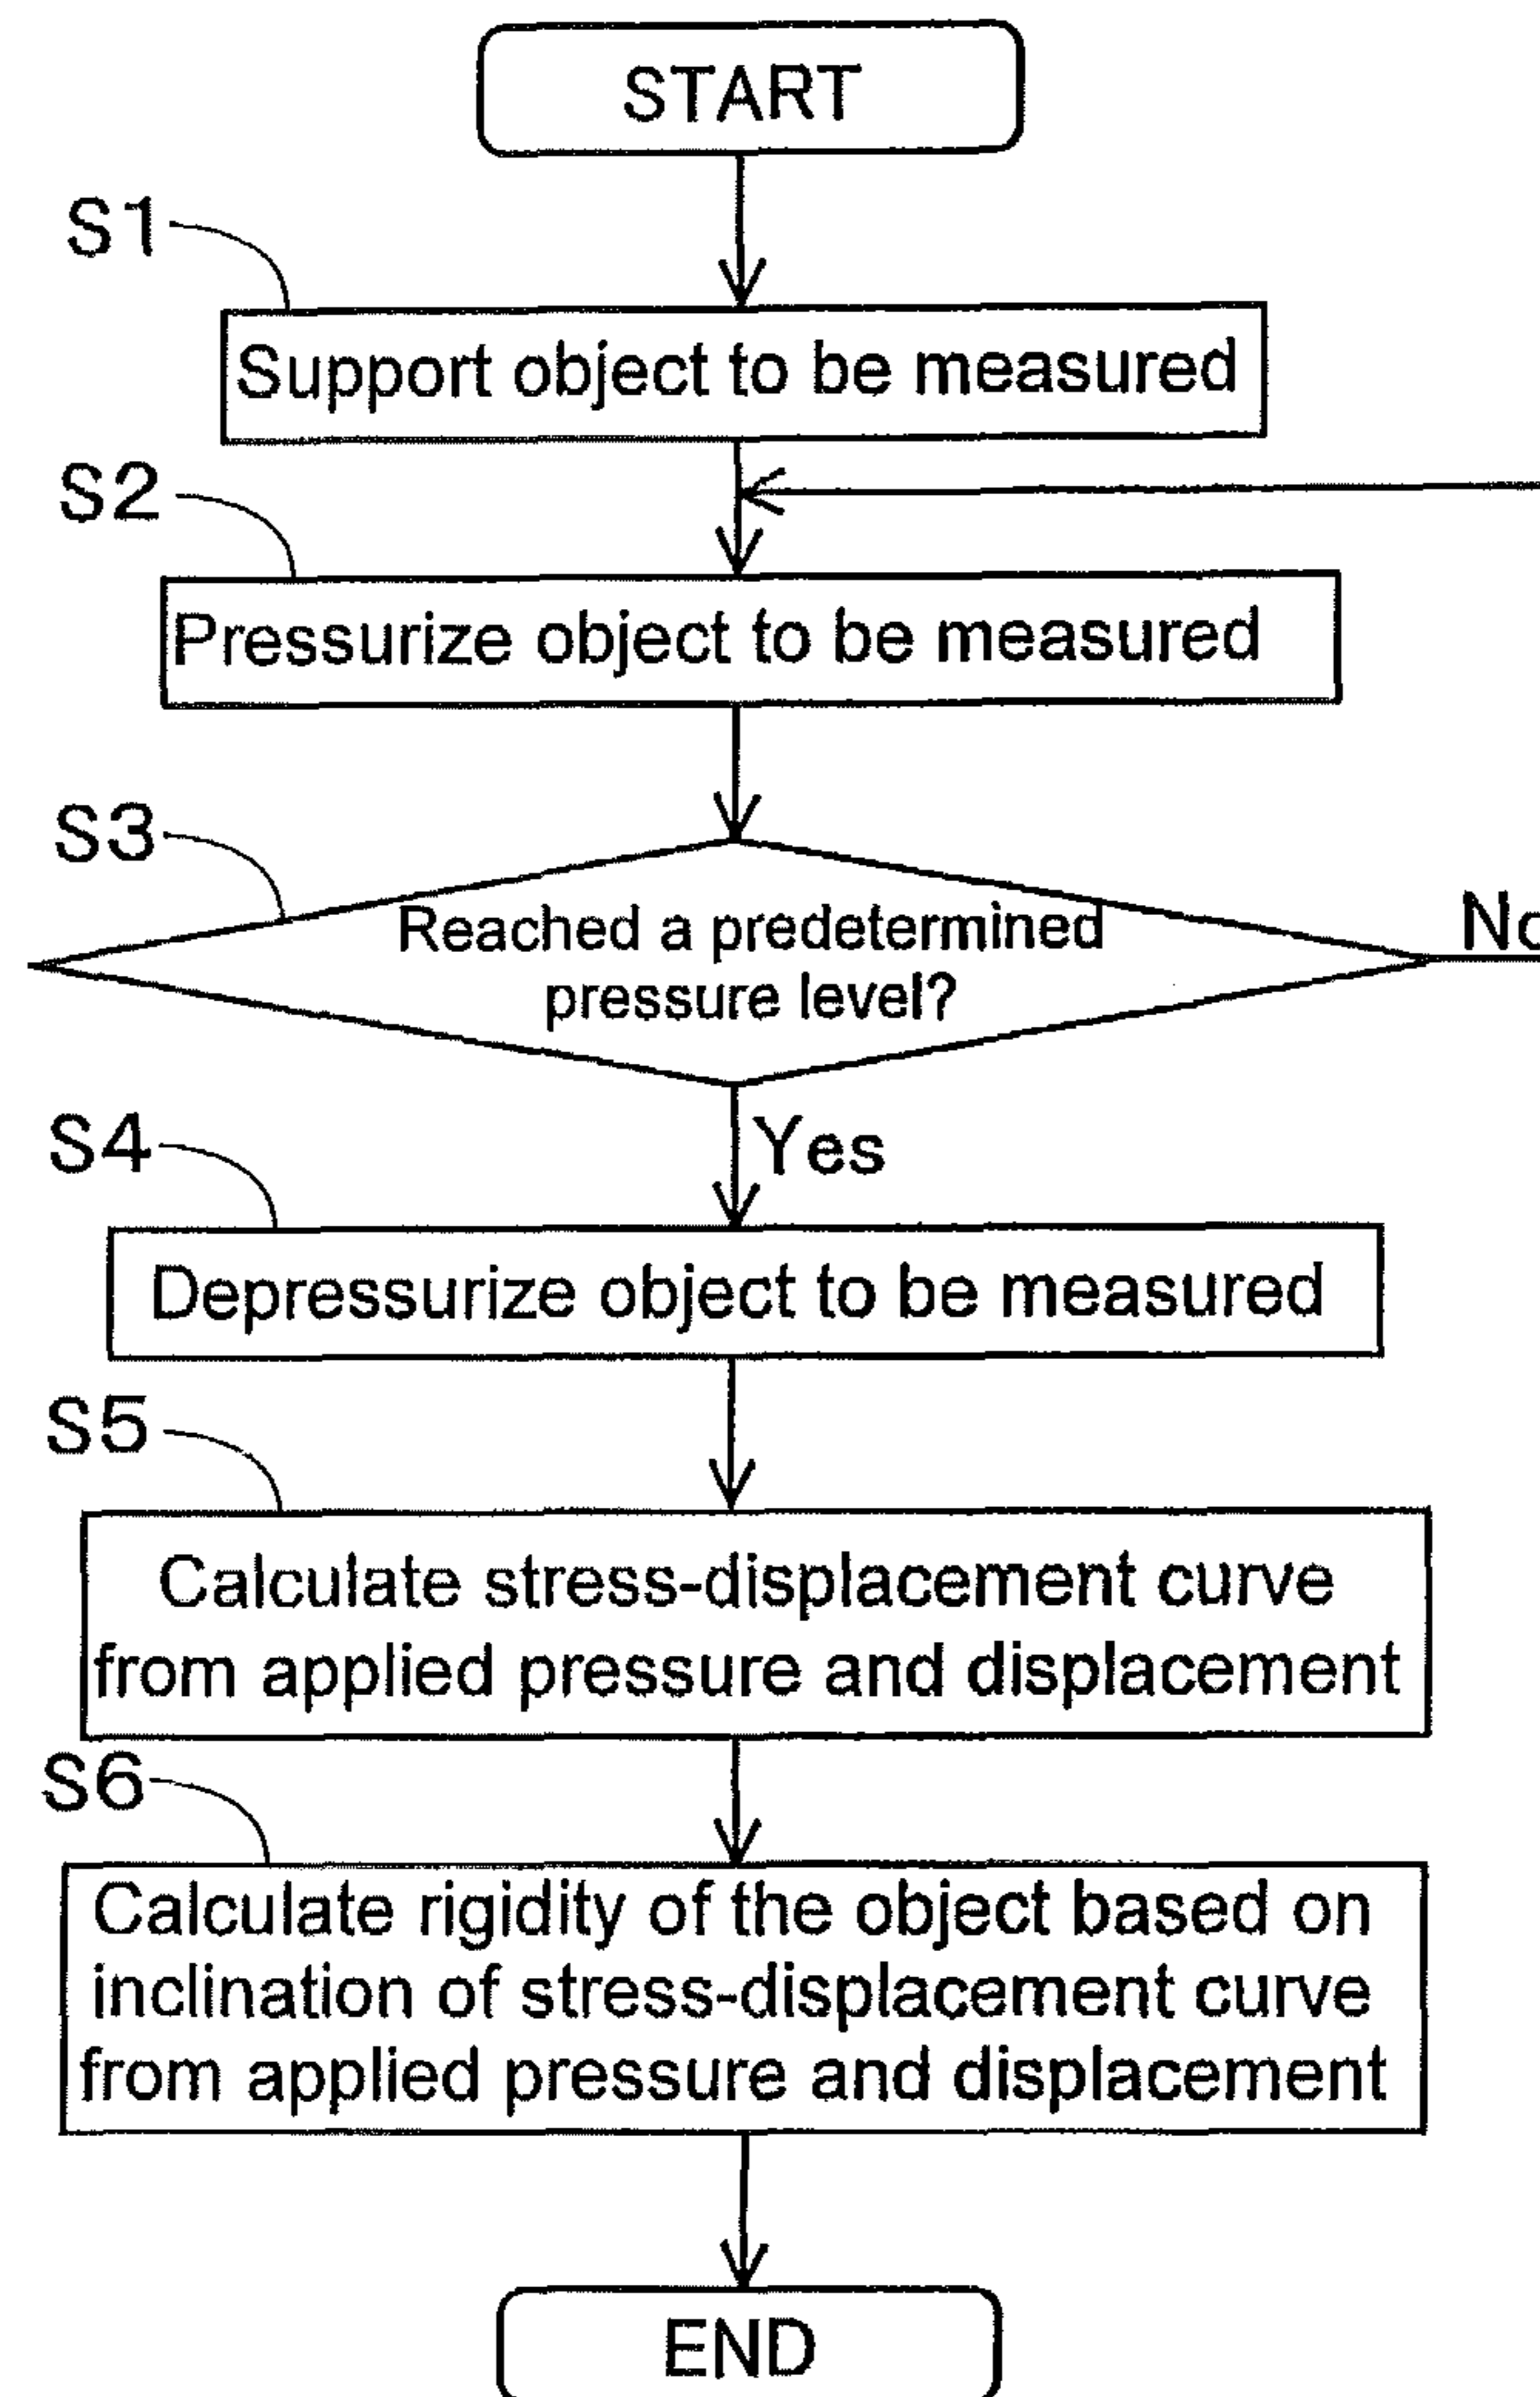 START
S1
Support object to be measured
S2
Pressurize object to be measured
S3
Reached a predetermined
pressure level?
No
Yes
S4
Depressurize object to be measured
S5
Calculate stress-displacement curve
from applied pressure and displacement
S6
Calculate rigidity of the object based on
inclination of stress-displacement curve
from applied pressure and displacement
END